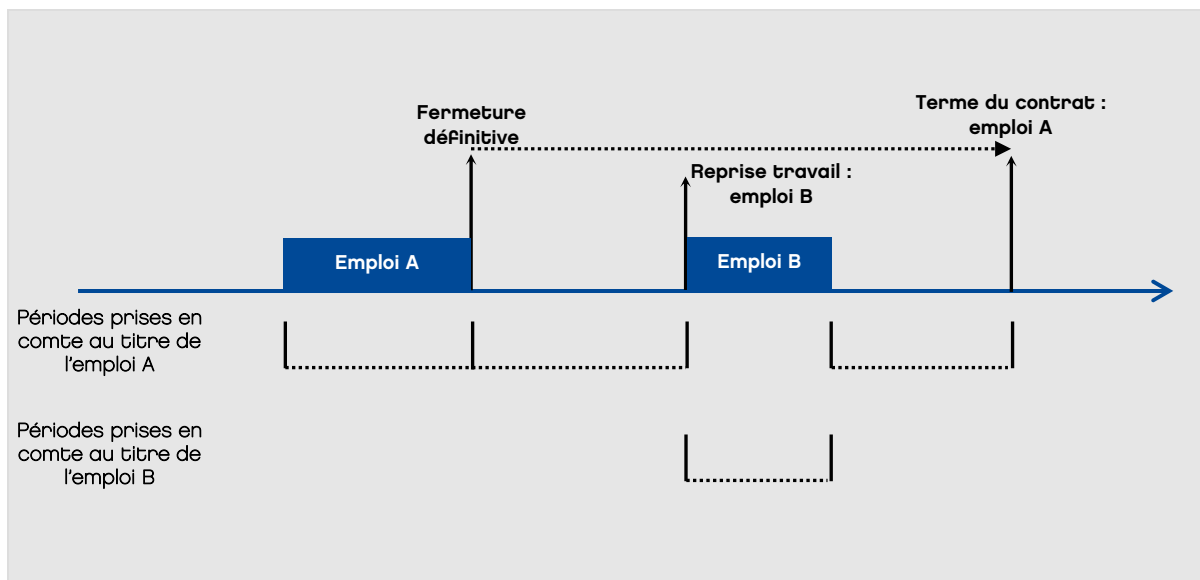 Fermeture
définitive
Terme du contrat :
emploi A
Reprise travail :
emploi B
Emploi A
Emploi B
Périodes prises en
comte au titre de
l'emploi A
Périodes prises en
comte au titre de
l'emploi B